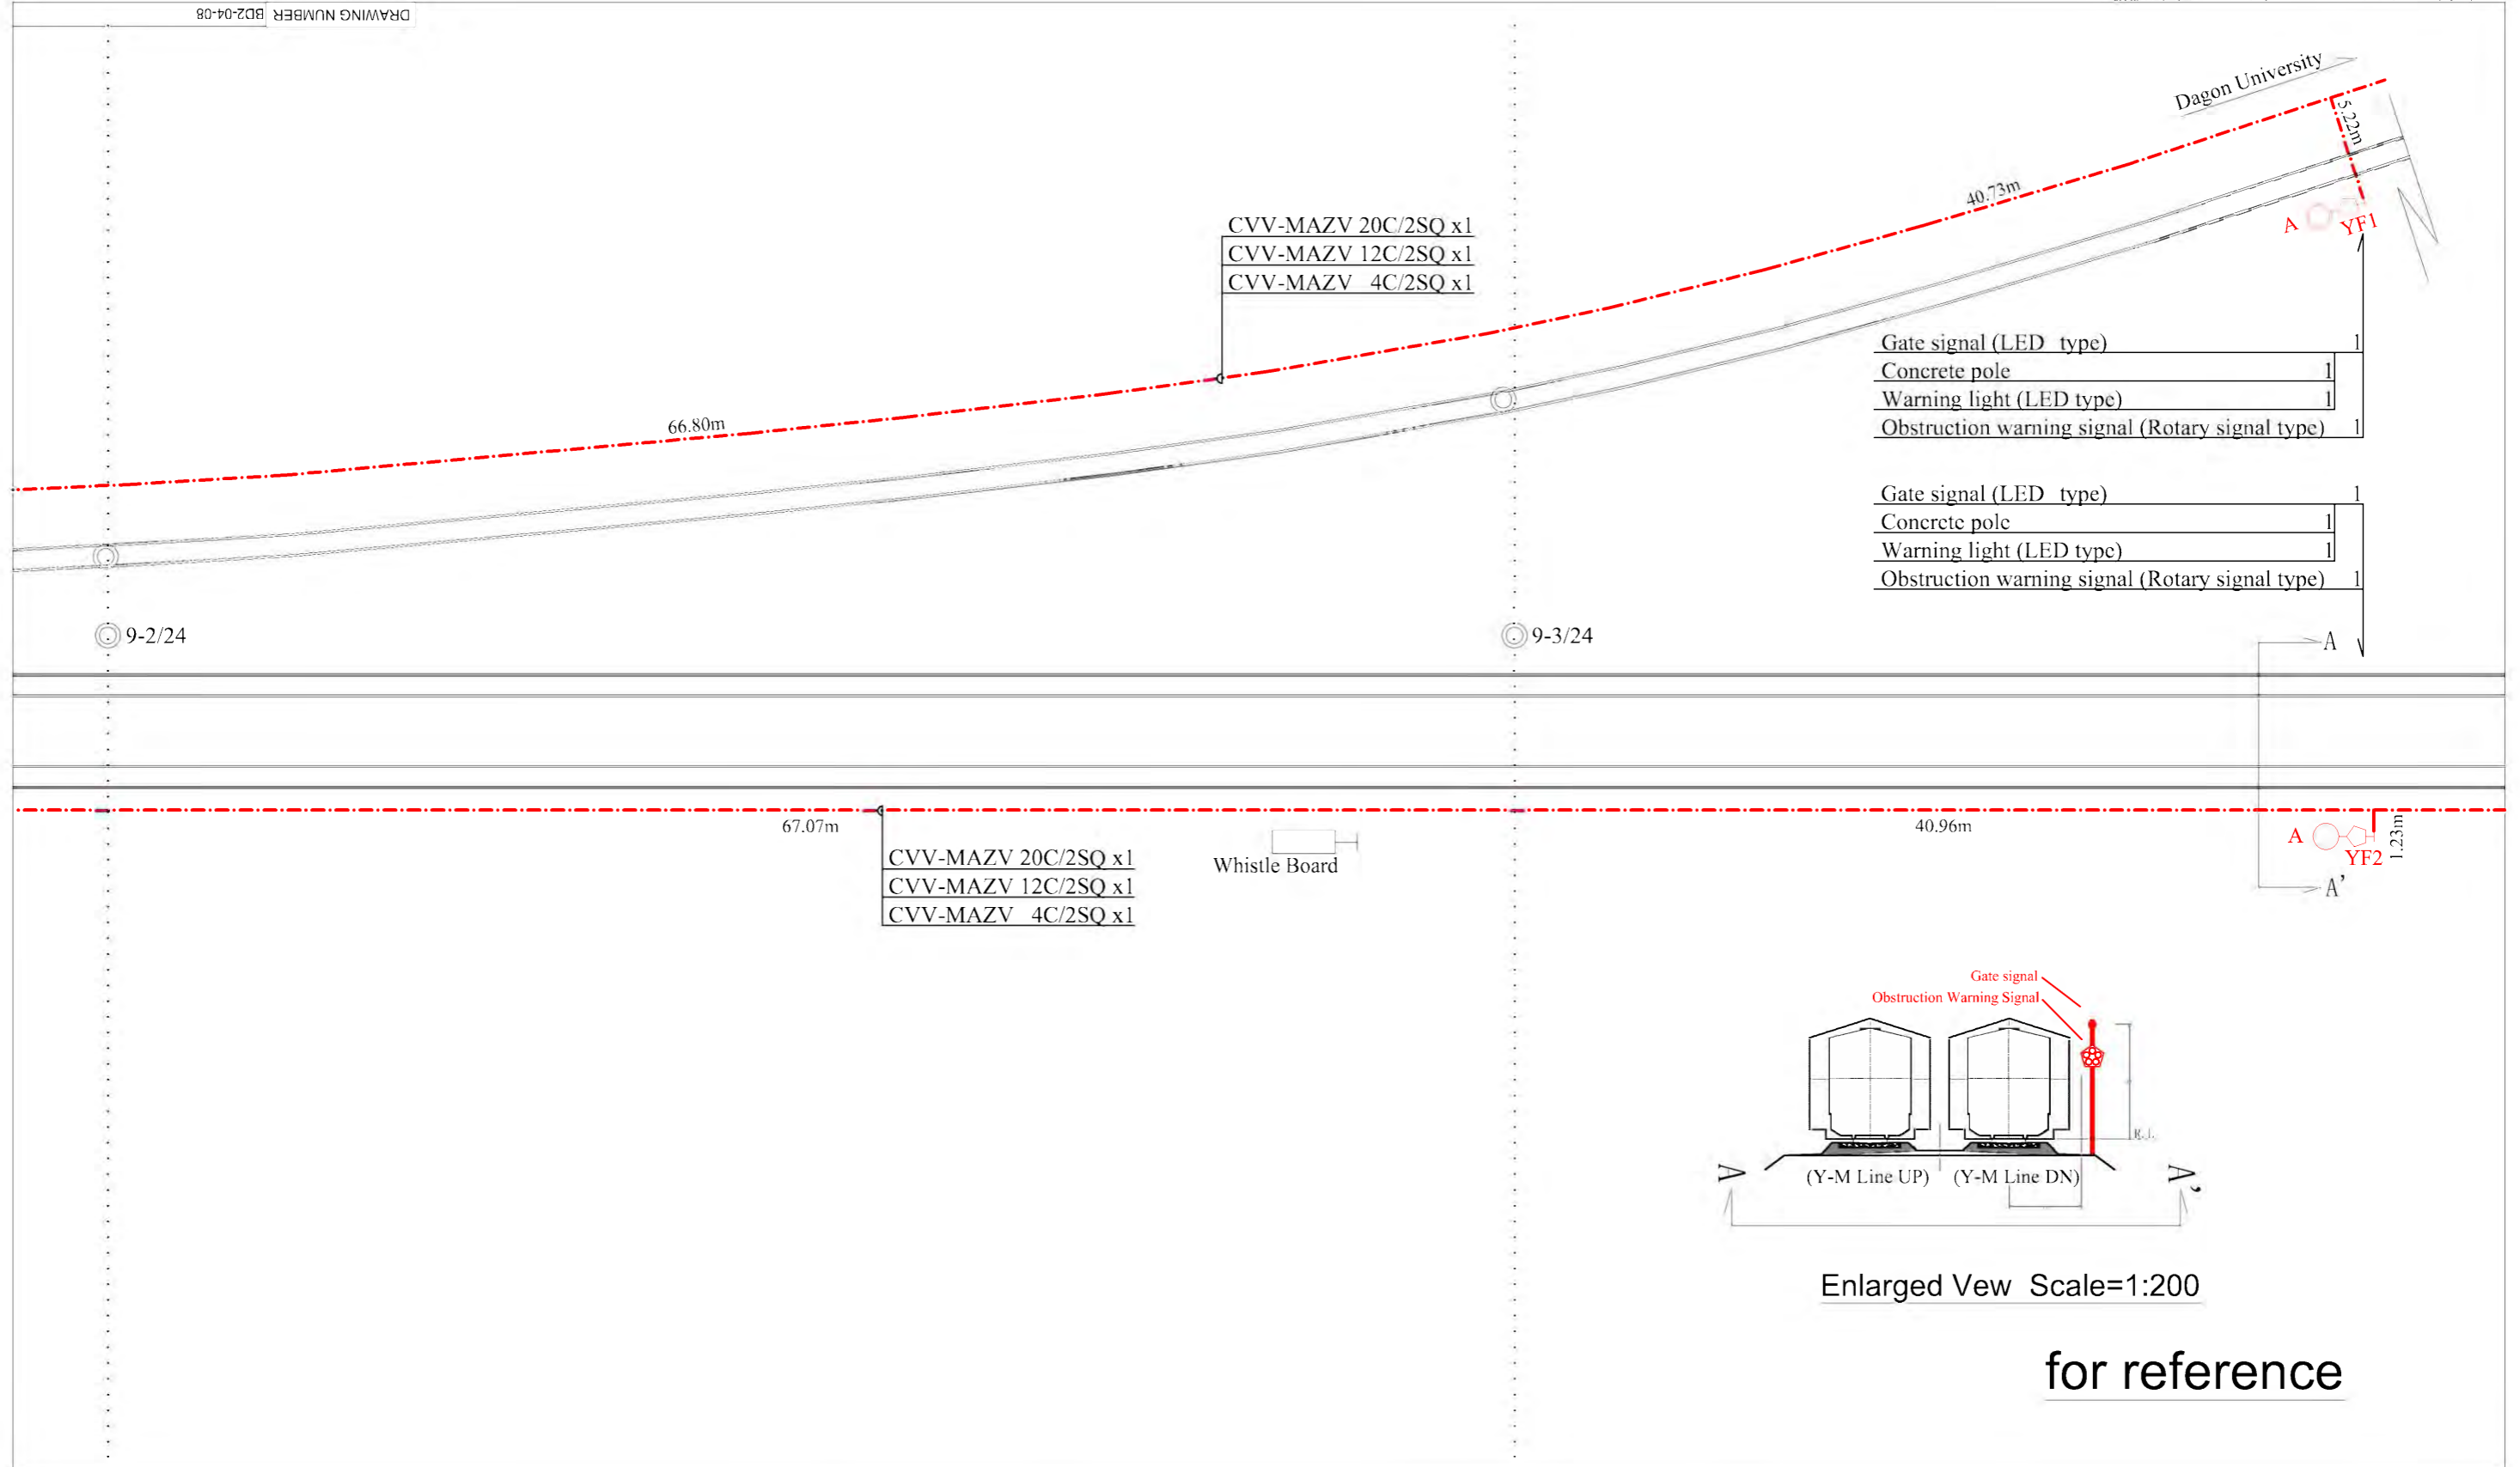 DRAWING NUMBER BD2-04-08
Dagon University
5.22m
40.73m
A
YF1
CVV-MAZV 20C/2SQ x1
CVV-MAZV 12C/2SQ x1
CVV-MAZV 4C/2SQ x1
66.80m
Gate signal (LED type) 1
Concrete pole 1
Warning light (LED type) 1
Obstruction warning signal (Rotary signal type) 1
Gate signal (LED type) 1
Concrete pole 1
Warning light (LED type) 1
Obstruction warning signal (Rotary signal type) 1
9-2/24
9-3/24
A
67.07m
40.96m
A
YF2
1.23m
A'
CVV-MAZV 20C/2SQ x1
CVV-MAZV 12C/2SQ x1
CVV-MAZV 4C/2SQ x1
Whistle Board
Gate signal
Obstruction Warning Signal
R.L.
A
(Y-M Line UP) (Y-M Line DN)
A'
Enlarged Vew Scale=1:200
for reference